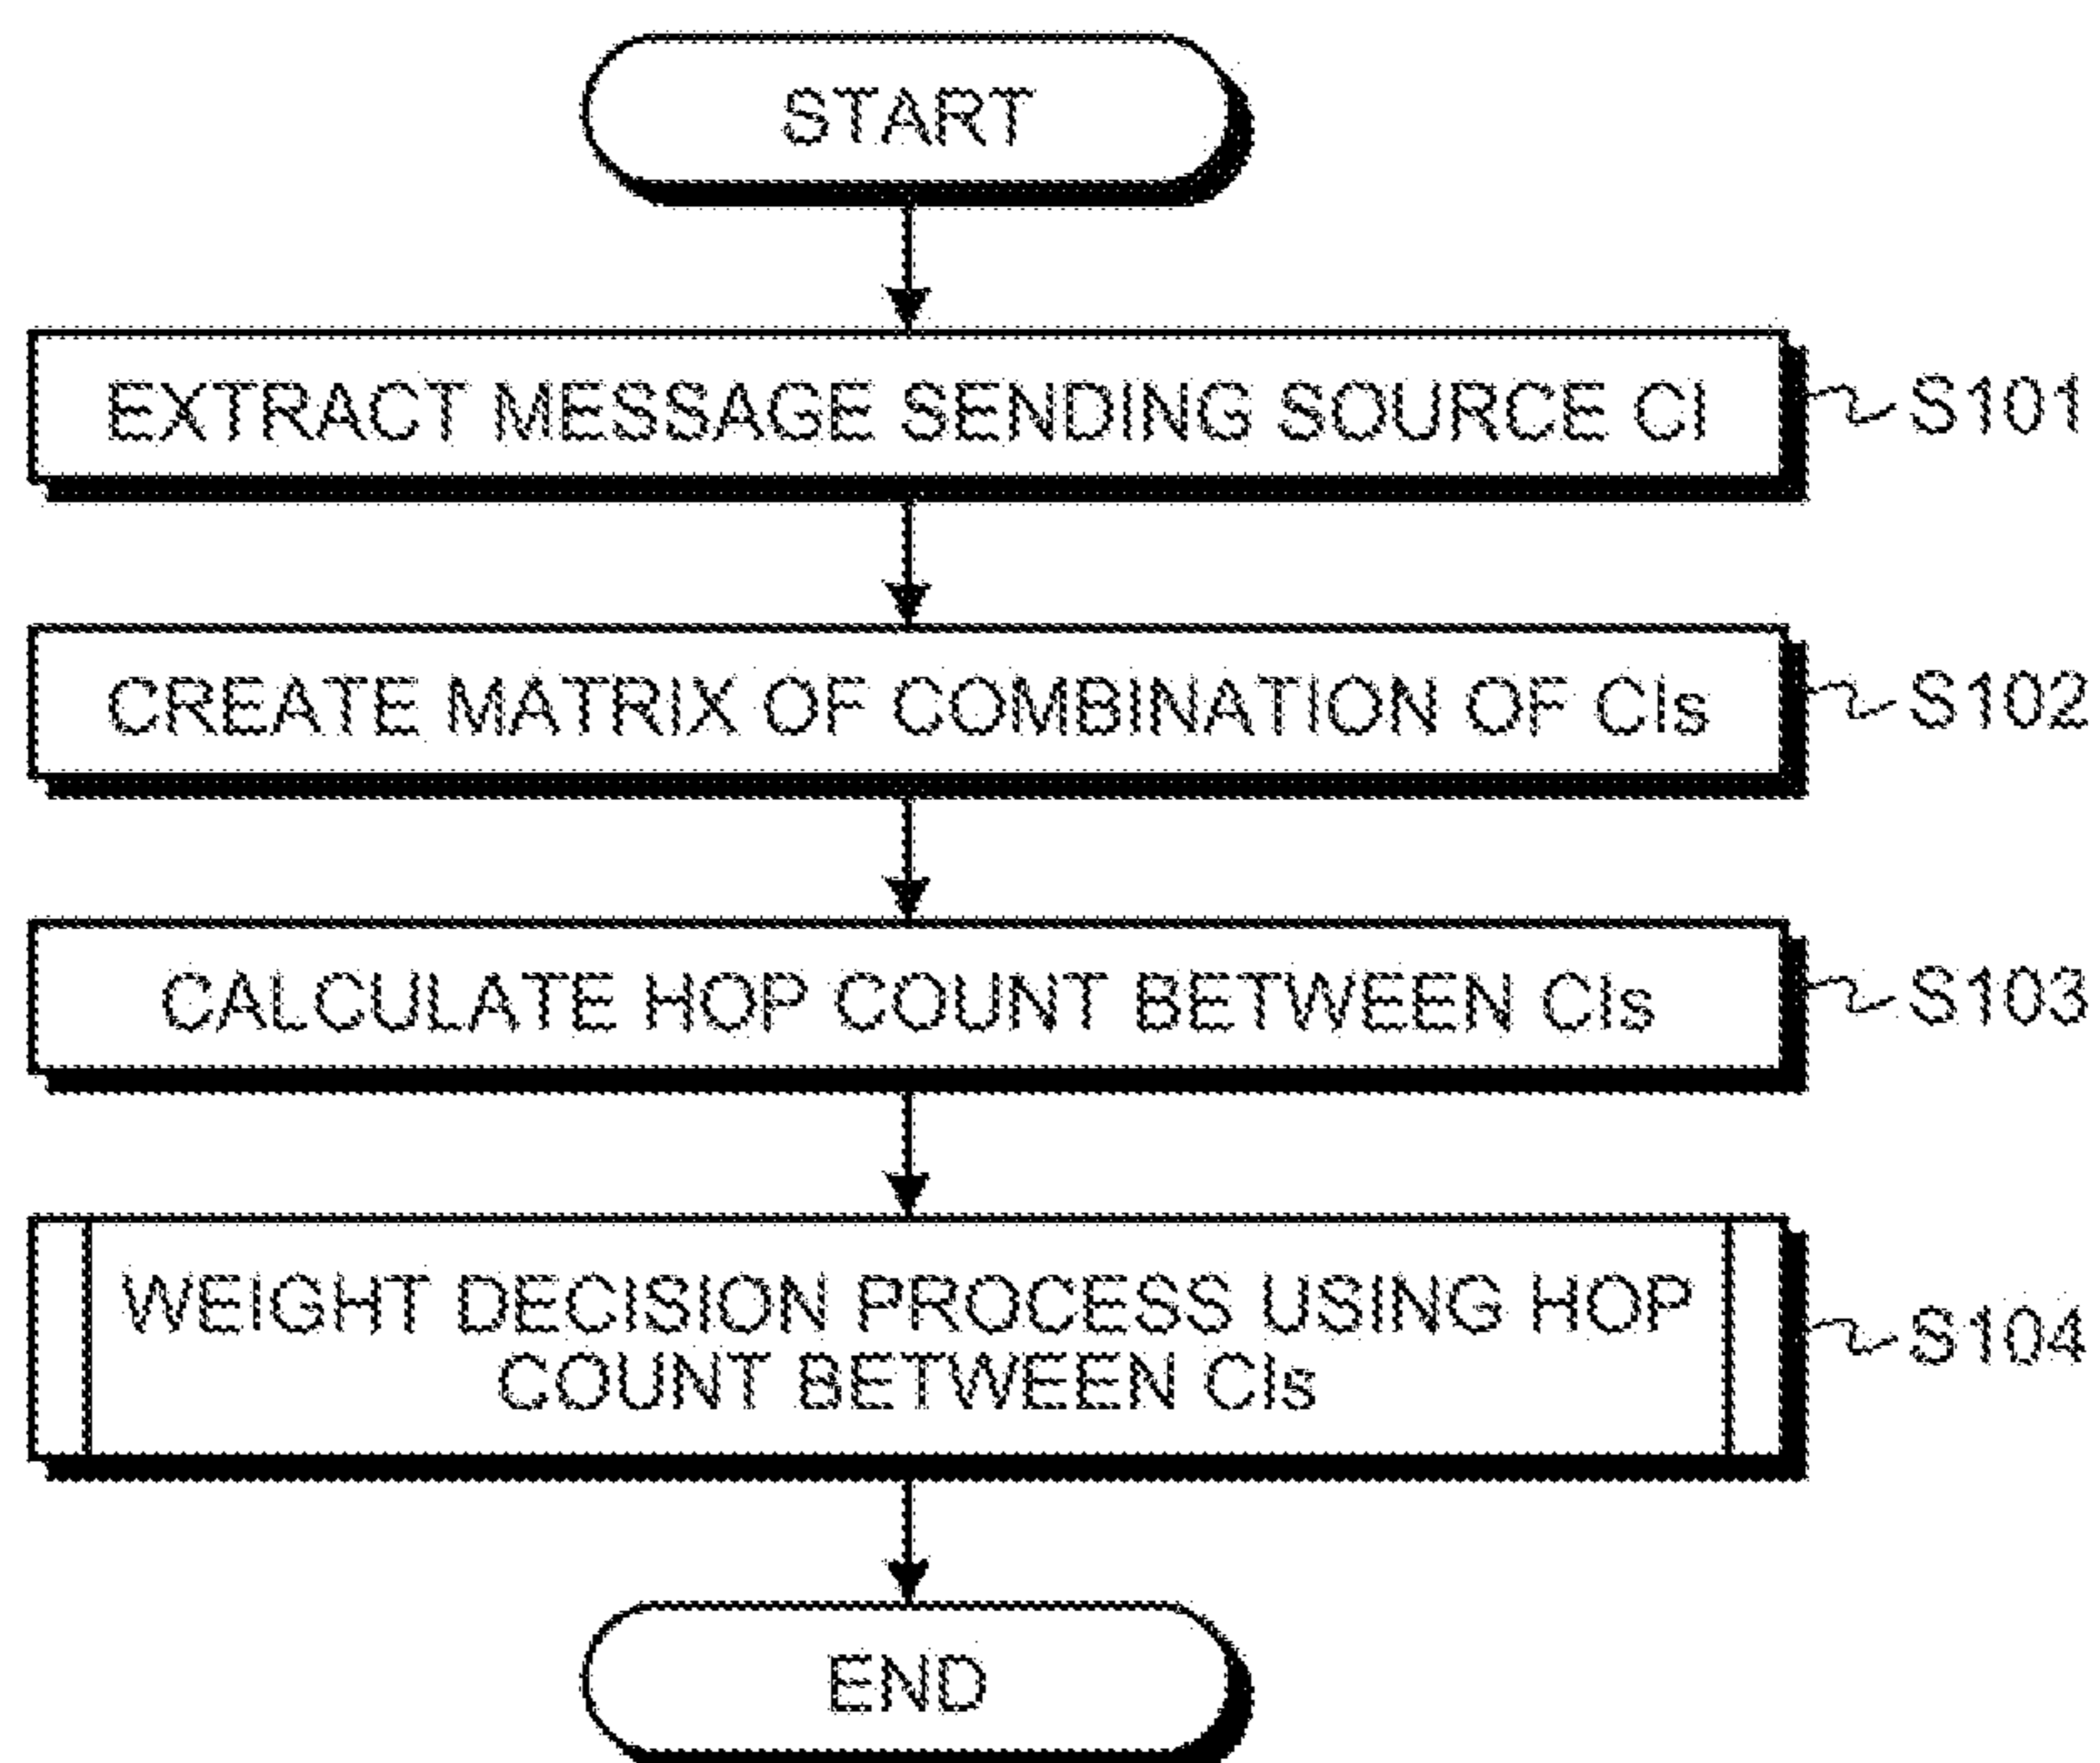 START
EXTRACT MESSAGE SENDING SOURCE CI
S101
CREATE MATRIX OF COMBINATION OF CIs
S102
CALCULATE HOP COUNT BETWEEN CIs
S103
WEIGHT DECISION PROCESS USING HOP
COUNT BETWEEN CIs
S104
END